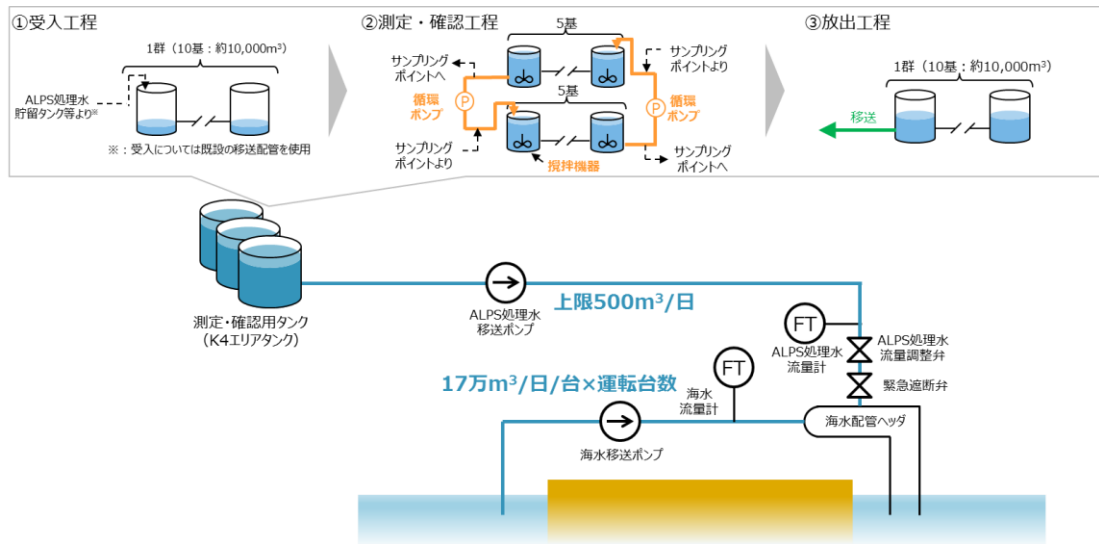 ①受入工程
1群（10基：約10,000m³）
ALPS処理水
貯留タンク等より※
※：受入については既設の移送配管を使用
②測定・確認工程
5基
サンプリング
ポイントへ
サンプリング
ポイントより
P
循環
ポンプ
5基
P
循環
ポンプ
サンプリング
ポイントより
攪拌機器
サンプリング
ポイントへ
③放出工程
1群（10基：約10,000m³）
移送
測定・確認用タンク
（K4エリアタンク）
ALPS処理水
移送ポンプ
上限500m³/日
FT
ALPS処理水
流量計
ALPS処理水
流量調整弁
緊急遮断弁
17万m³/日/台×運転台数
FT
海水
流量計
海水移送ポンプ
海水配管ヘッダ